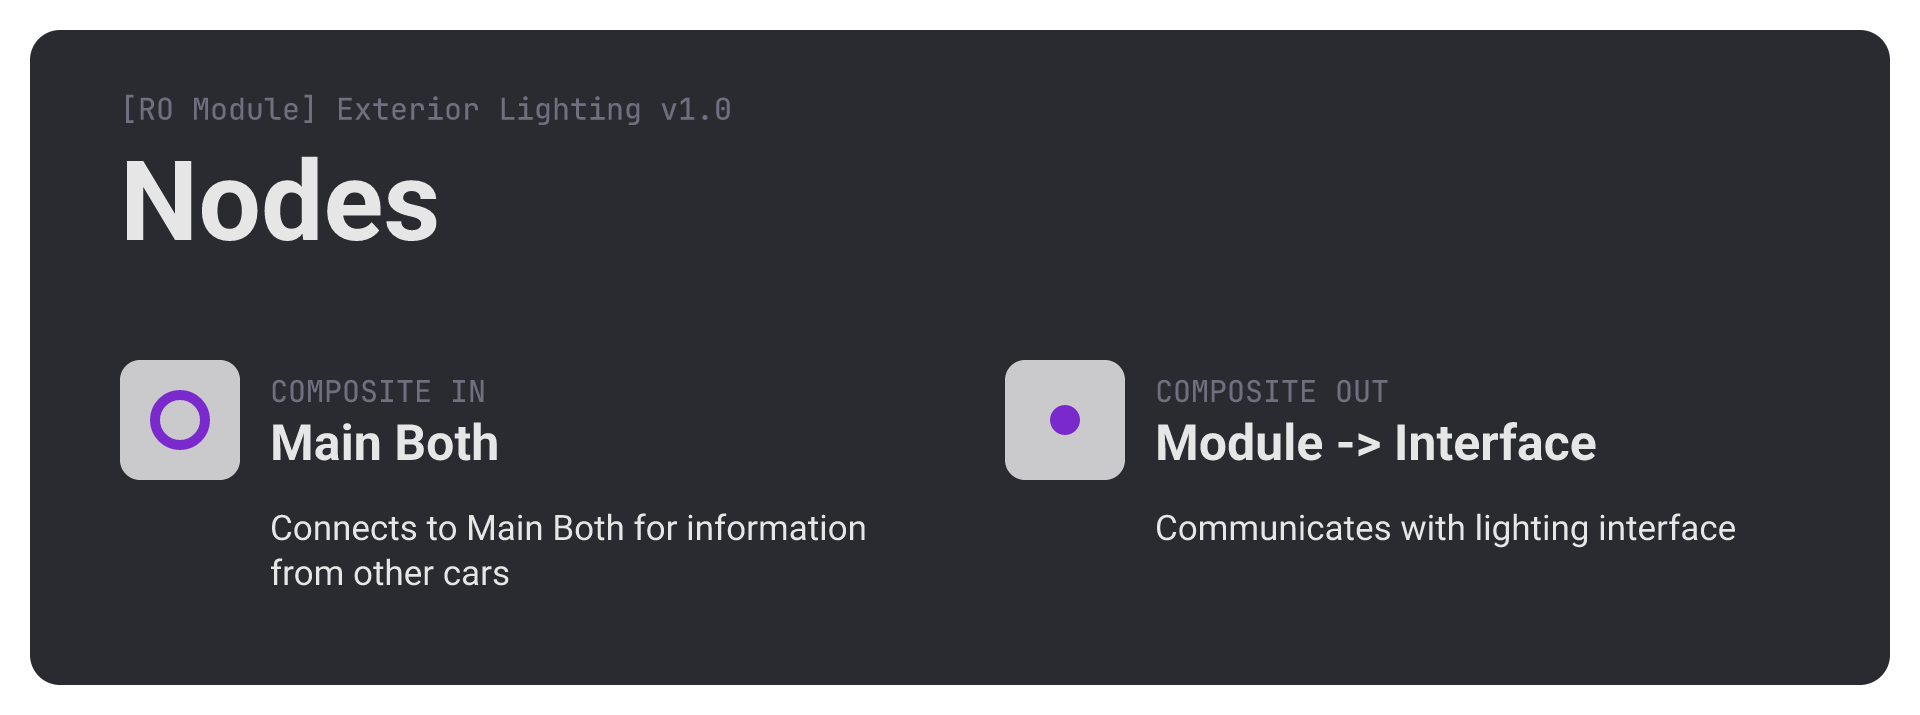 [RO Module] Exterior Lighting v1.0
Nodes
COMPOSITE IN
Main Both
Connects to Main Both for information
from other cars
COMPOSITE OUT
Module -> Interface
Communicates with lighting interface